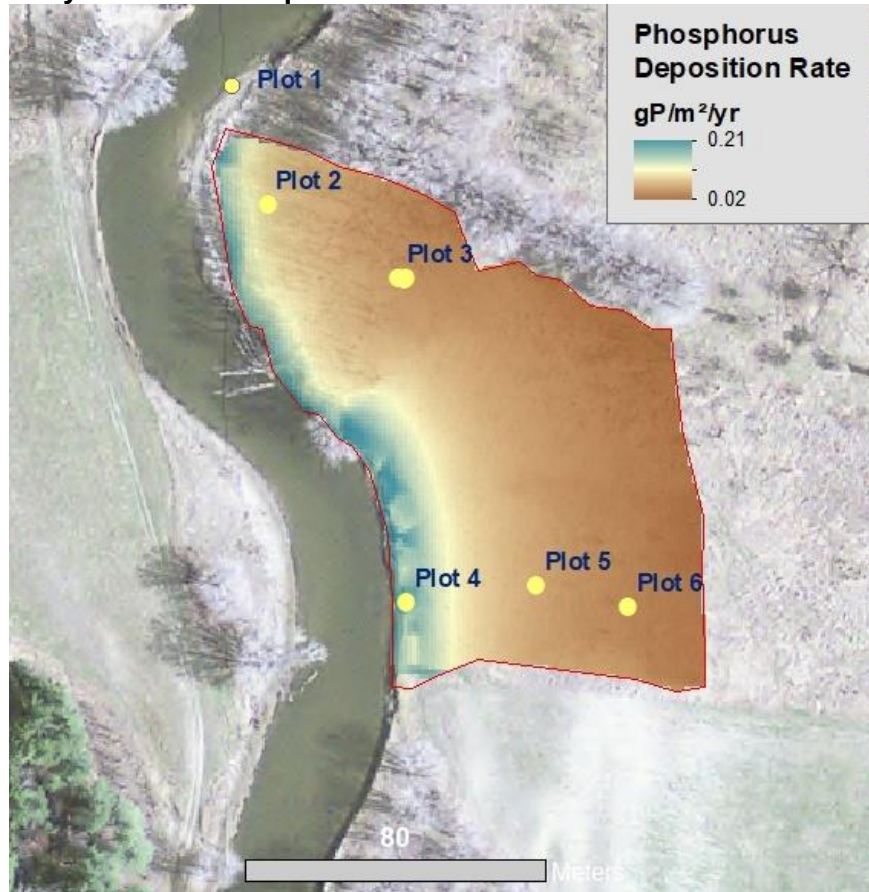 Phosphorus
Deposition Rate
gP/m²/yr
0.21
0.02
Plot 1
Plot 2
Plot 3
Plot 4
Plot 5
Plot 6
80
Meters